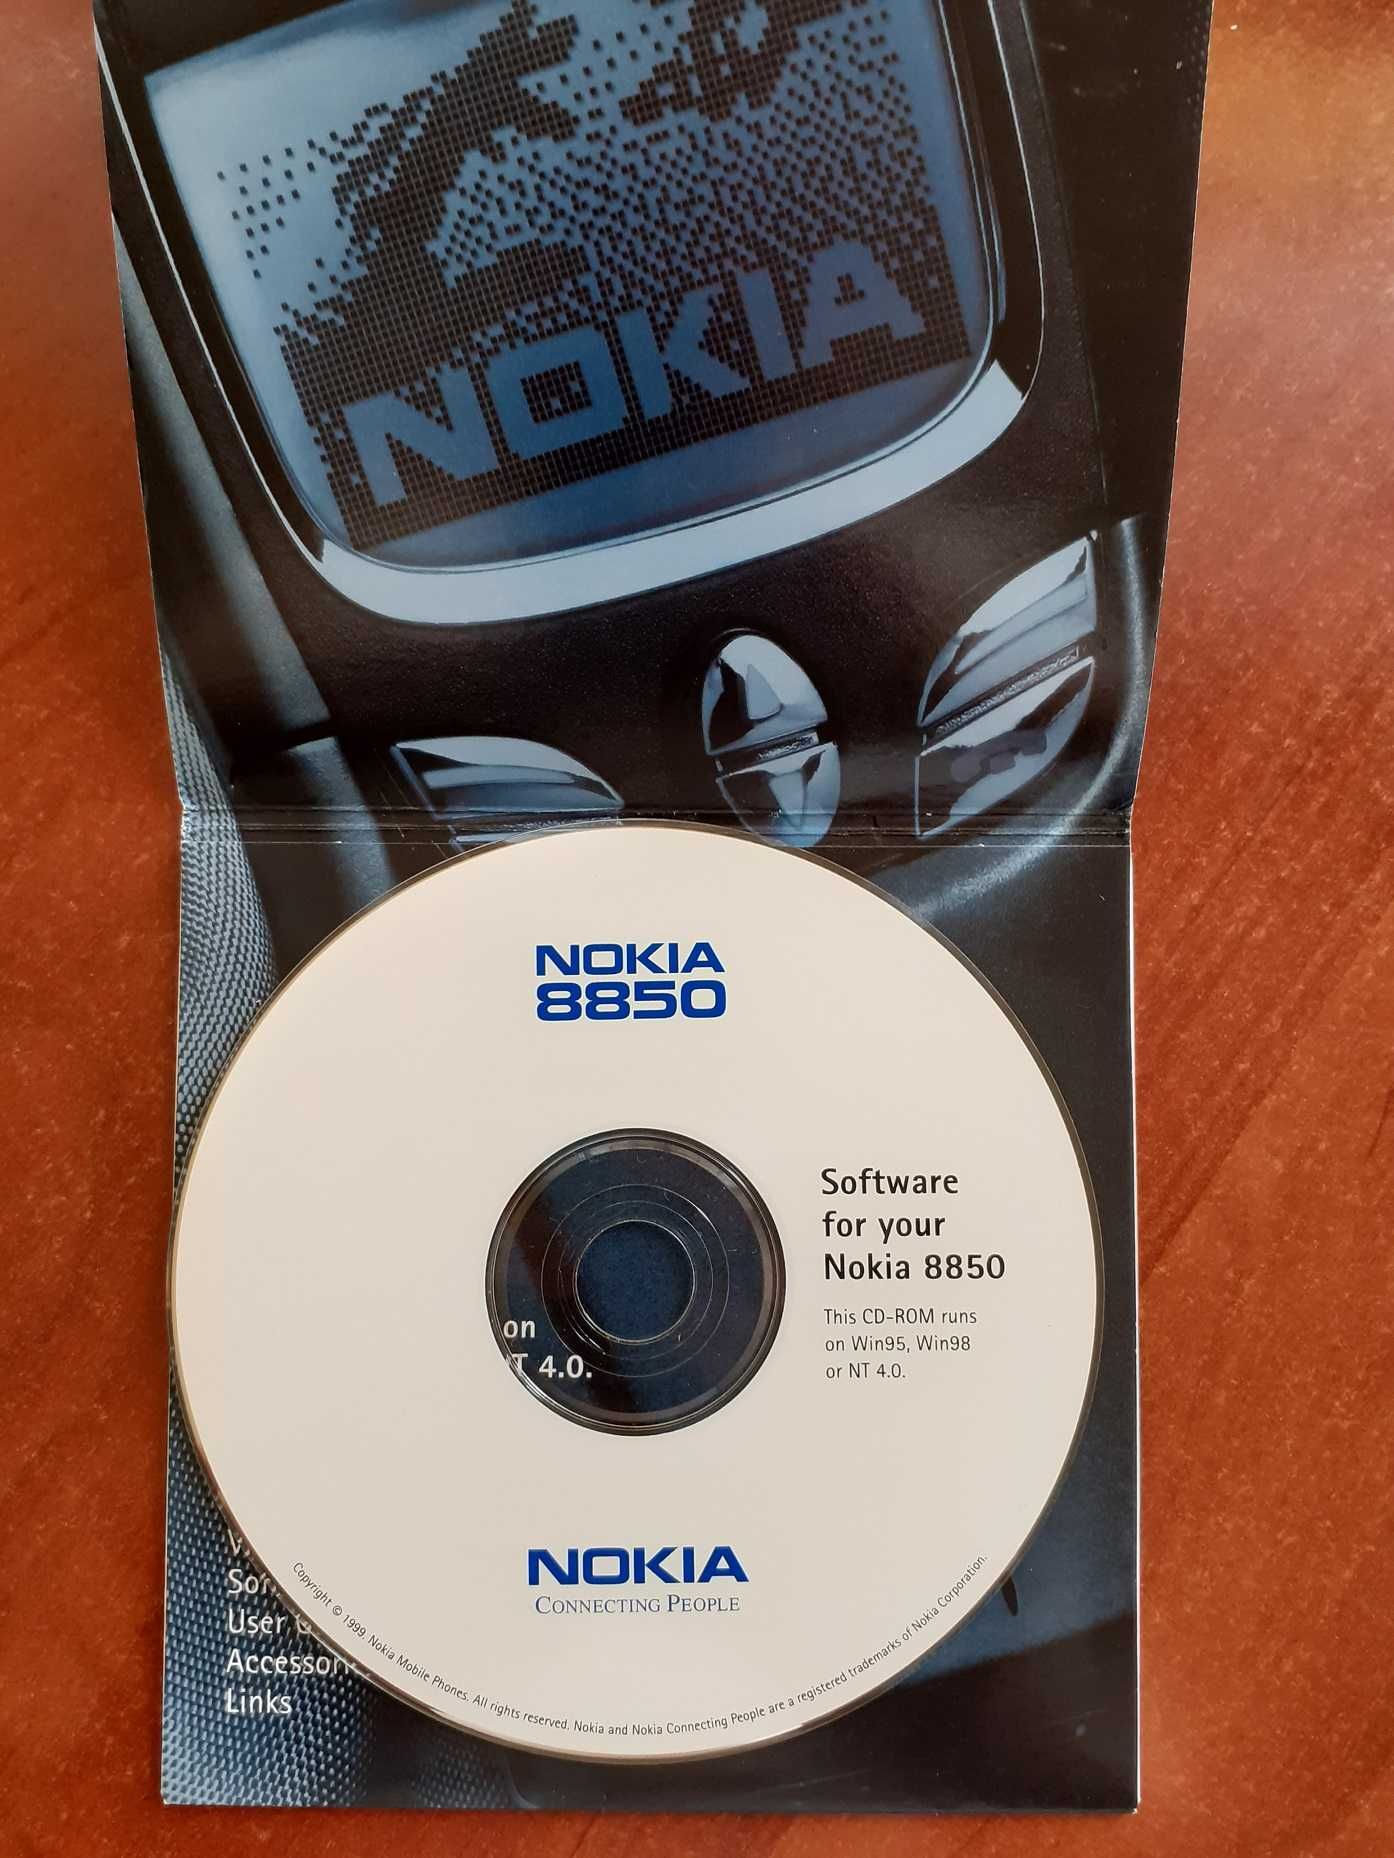 NOKIA
NOKIA
8850
Software
for your
Nokia 8850
This CD-ROM runs
on Win95, Win98
or NT 4.0.
on
4.0.
NOKIA
CONNECTING PEOPLE
User
Links
Copyright © 1999. Nokia Mobile Phones. All rights reserved. Nokia and Nokia Connecting People are a registered trademarks of Nokia Corporation.